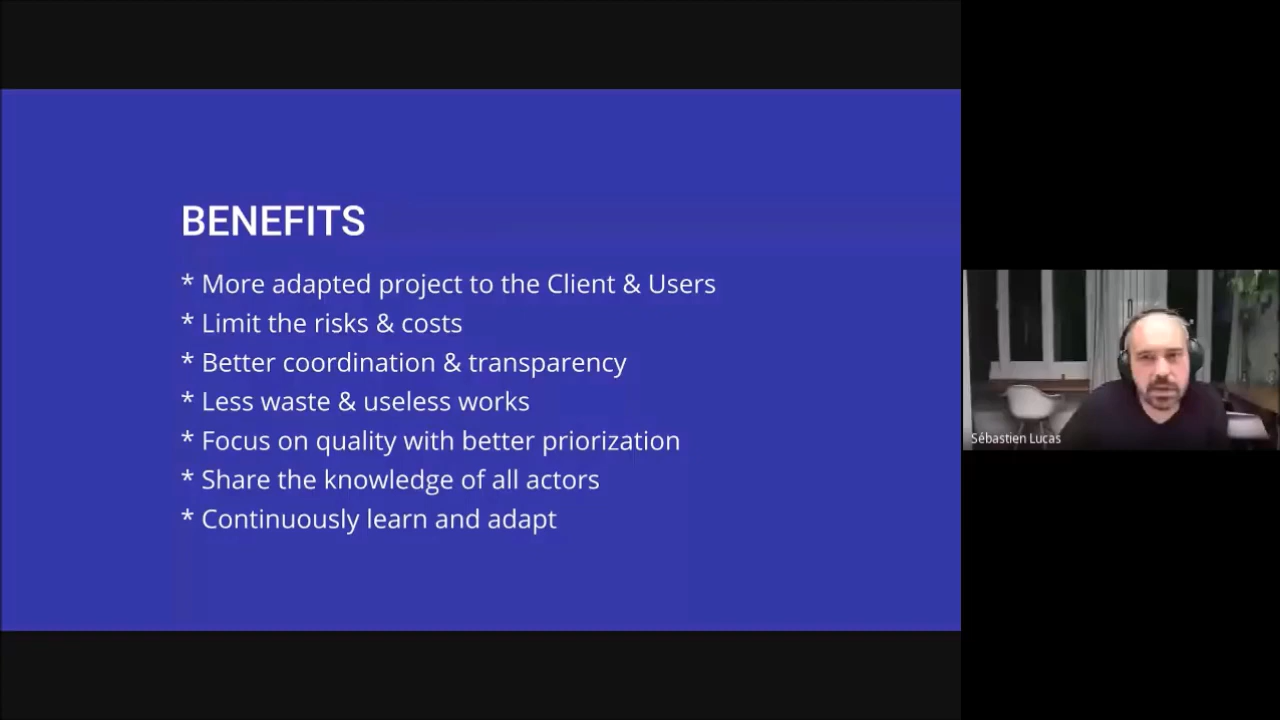 BENEFITS
* More adapted project to the Client & Users
* Limit the risks & costs
* Better coordination & transparency
* Less waste & useless works
* Focus on quality with better priorization
* Share the knowledge of all actors
* Continuously learn and adapt
Sébastien Lucas